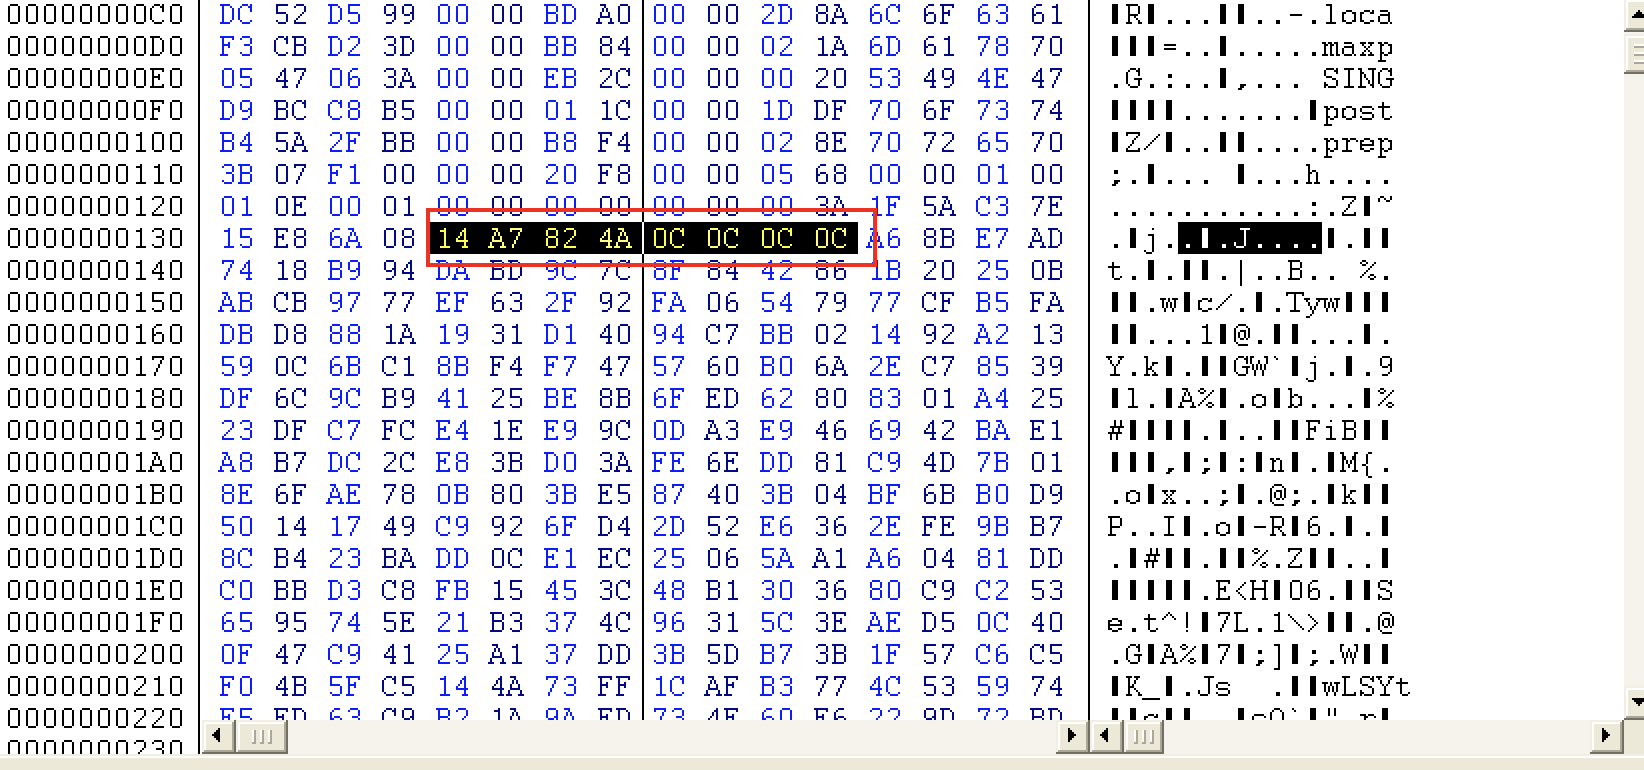 00000000C0 DC 52 D5 99 00 00 BD A0 00 00 2D 8A 6C 6F 63 61 ▌R▌...▌▌..-.loca
00000000D0 F3 CB D2 3D 00 00 BB 84 00 00 02 1A 6D 61 78 70 ▌▌▌=..▌.....maxp
00000000E0 05 47 06 3A 00 00 EB 2C 00 00 00 20 53 49 4E 47 .G.:..▌,... SING
00000000F0 D9 BC C8 B5 00 00 01 1C 00 00 1D DF 70 6F 73 74 ▌▌▌▌.......▌post
0000000100 B4 5A 2F BB 00 00 B8 F4 00 00 02 8E 70 72 65 70 ▌Z/▌..▌▌....prep
0000000110 3B 07 F1 00 00 00 20 F8 00 00 05 68 00 00 01 00 ;.▌... ▌...h....
0000000120 01 0E 00 01 00 00 00 00 00 00 00 3A 1F 5A C3 7E ...........:.Z▌~
0000000130 15 E8 6A 08 14 A7 82 4A 0C 0C 0C 0C A6 8B E7 AD .▌j..▌.J....▌.▌▌
0000000140 74 18 B9 94 DA BD 9C 7C 8F 84 42 86 1B 20 25 0B t.▌.▌▌.|..B.. %.
0000000150 AB CB 97 77 EF 63 2F 92 FA 06 54 79 77 CF B5 FA ▌▌.w▌c/.▌.Tyw▌▌▌
0000000160 DB D8 88 1A 19 31 D1 40 94 C7 BB 02 14 92 A2 13 ▌▌...1▌@.▌▌...▌.
0000000170 59 0C 6B C1 8B F4 F7 47 57 60 B0 6A 2E C7 85 39 Y.k▌.▌▌GW`▌j.▌.9
0000000180 DF 6C 9C B9 41 25 BE 8B 6F ED 62 80 83 01 A4 25 ▌l.▌A%▌.o▌b...▌%
0000000190 23 DF C7 FC E4 1E E9 9C 0D A3 E9 46 69 42 BA E1 #▌▌▌▌.▌..▌▌FiB▌▌
00000001A0 A8 B7 DC 2C E8 3B D0 3A FE 6E DD 81 C9 4D 7B 01 ▌▌▌,▌;▌:▌n▌.▌M{.
00000001B0 8E 6F AE 78 0B 80 3B E5 87 40 3B 04 BF 6B B0 D9 .o▌x..;▌.@;.▌k▌▌
00000001C0 50 14 17 49 C9 92 6F D4 2D 52 E6 36 2E FE 9B B7 P..I▌.o▌-R▌6.▌.▌
00000001D0 8C B4 23 BA DD 0C E1 EC 25 06 5A A1 A6 04 81 DD .▌#▌▌.▌▌%.Z▌▌..▌
00000001E0 C0 BB D3 C8 FB 15 45 3C 48 B1 30 36 80 C9 C2 53 ▌▌▌▌▌.E<H▌06.▌▌S
00000001F0 65 95 74 5E 21 B3 37 4C 96 31 5C 3E AE D5 0C 40 e.t^!▌7L.1\>▌▌.@
0000000200 0F 47 C9 41 25 A1 37 DD 3B 5D B7 3B 1F 57 C6 C5 .G▌A%▌7▌;]▌;.W▌▌
0000000210 F0 4B 5F C5 14 4A 73 FF 1C AF B3 77 4C 53 59 74 ▌K_▌.Js .▌▌wLSYt
0000000220
0000000230